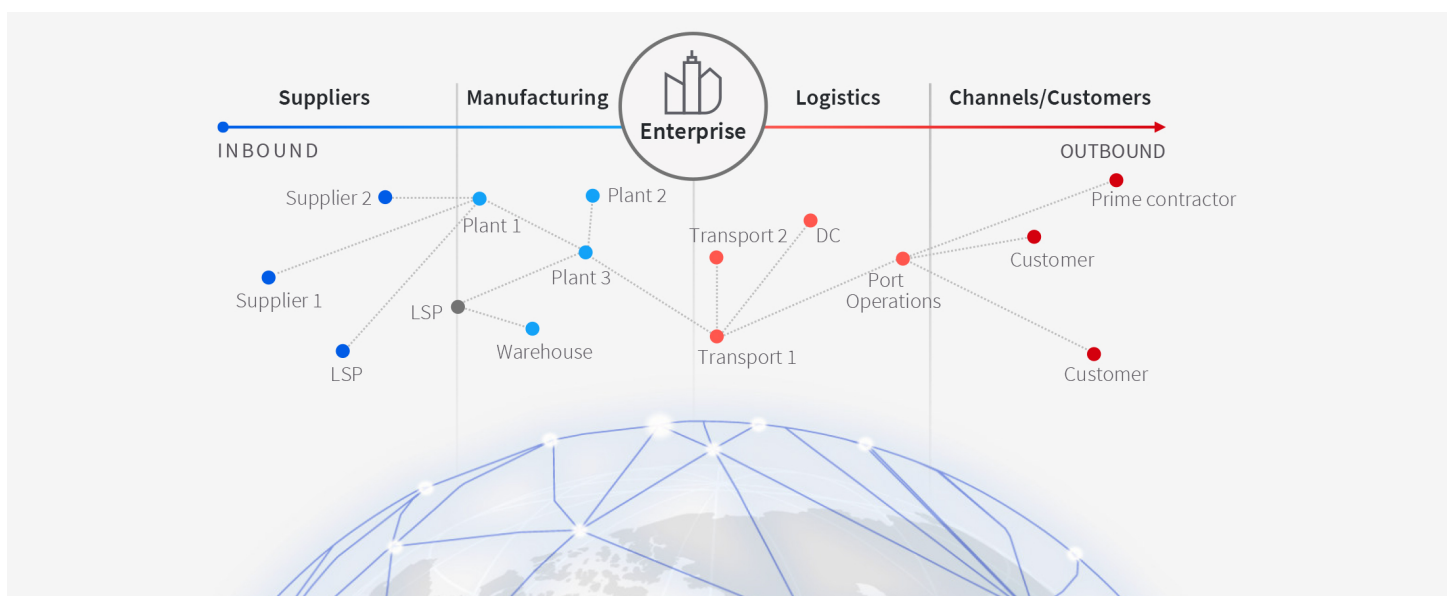 Suppliers
Manufacturing
Enterprise
Logistics
Channels/Customers
INBOUND
OUTBOUND
Supplier 2
Plant 1
Plant 2
Supplier 1
Plant 3
LSP
Warehouse
LSP
Transport 2
DC
Transport 1
Port
Operations
Prime contractor
Customer
Customer